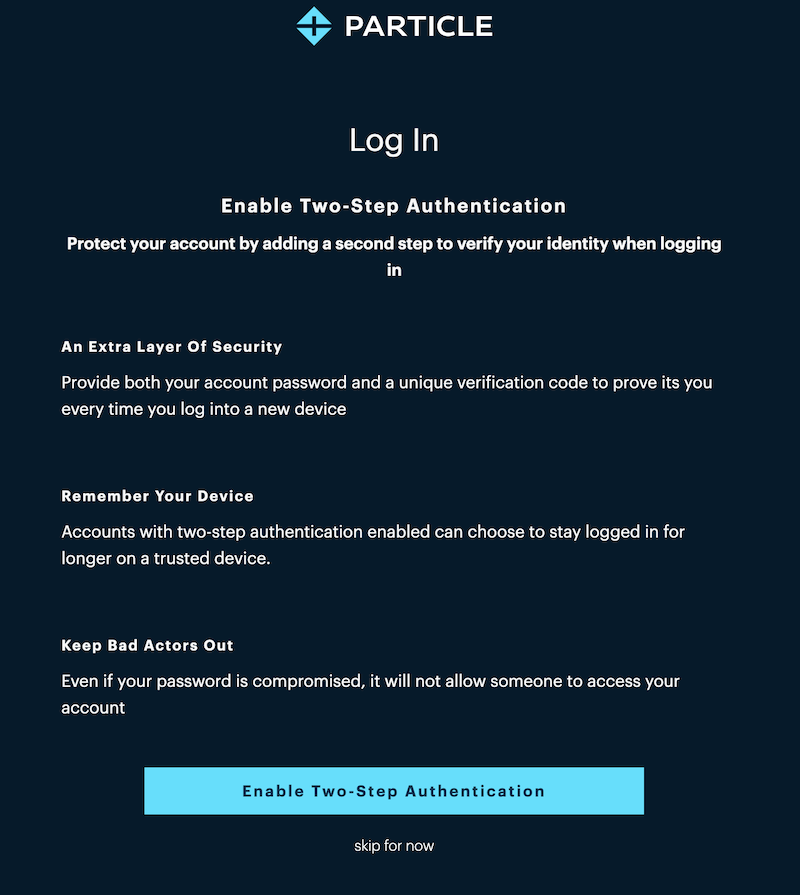 PARTICLE
Log In
Enable Two-Step Authentication
Protect your account by adding a second step to verify your identity when logging
in
An Extra Layer Of Security
Provide both your account password and a unique verification code to prove its you
every time you log into a new device
Remember Your Device
Accounts with two-step authentication enabled can choose to stay logged in for
longer on a trusted device.
Keep Bad Actors Out
Even if your password is compromised, it will not allow someone to access your
account
Enable Two-Step Authentication
skip for now